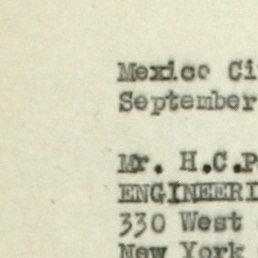 Mexico Ci
September
Mr. H.C.P
ENGINEERI
330 West
New York